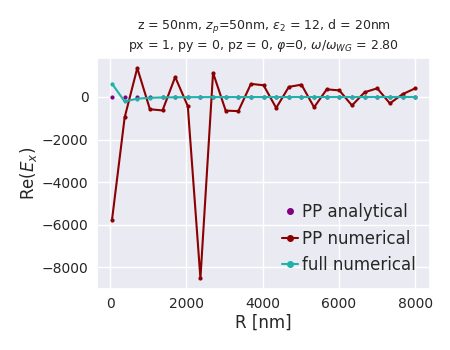 z = 50nm, z_p=50nm, ε_2 = 12, d = 20nm
px = 1, py = 0, pz = 0, φ=0, ω/ω_WG = 2.80
Re(E_x)
0
−2000
−4000
−6000
−8000
PP analytical
PP numerical
full numerical
0 2000 4000 6000 8000
R [nm]